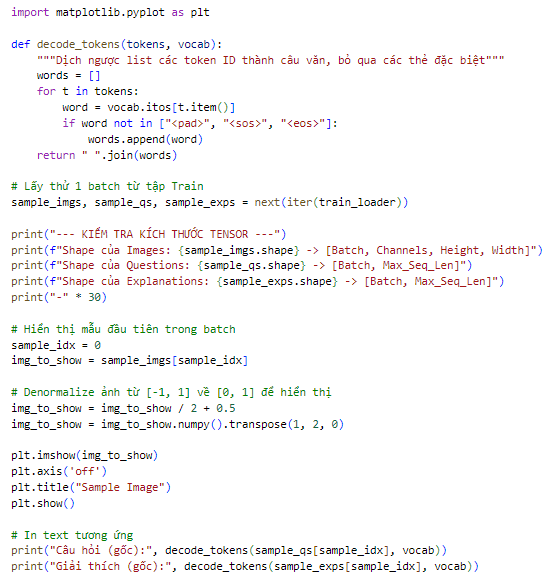 import matplotlib.pyplot as plt

def decode_tokens(tokens, vocab):
    """Dịch ngược list các token ID thành câu văn, bỏ qua các thẻ đặc biệt"""
    words = []
    for t in tokens:
        word = vocab.itos[t.item()]
        if word not in ["<pad>", "<sos>", "<eos>"]:
            words.append(word)
    return " ".join(words)

# Lấy thử 1 batch từ tập Train
sample_imgs, sample_qs, sample_exps = next(iter(train_loader))

print("--- KIỂM TRA KÍCH THƯỚC TENSOR ---")
print(f"Shape của Images: {sample_imgs.shape} -> [Batch, Channels, Height, Width]")
print(f"Shape của Questions: {sample_qs.shape} -> [Batch, Max_Seq_Len]")
print(f"Shape của Explanations: {sample_exps.shape} -> [Batch, Max_Seq_Len]")
print("-" * 30)

# Hiển thị mẫu đầu tiên trong batch
sample_idx = 0
img_to_show = sample_imgs[sample_idx]

# Denormalize ảnh từ [-1, 1] về [0, 1] để hiển thị
img_to_show = img_to_show / 2 + 0.5
img_to_show = img_to_show.numpy().transpose(1, 2, 0)

plt.imshow(img_to_show)
plt.axis('off')
plt.title("Sample Image")
plt.show()

# In text tương ứng
print("Câu hỏi (gốc):", decode_tokens(sample_qs[sample_idx], vocab))
print("Giải thích (gốc):", decode_tokens(sample_exps[sample_idx], vocab))